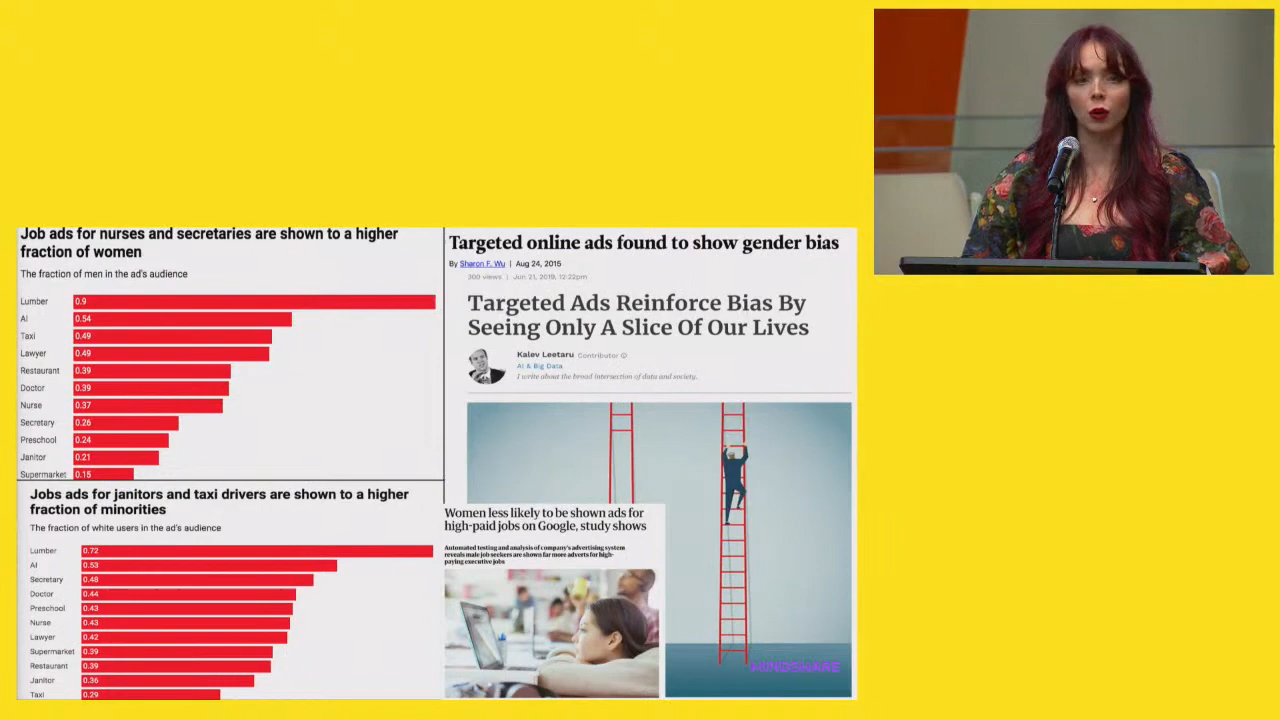 Job ads for nurses and secretaries are shown to a higher
fraction of women
The fraction of men in the ad's audience
Lumber 0.9
AI 0.54
Taxi 0.49
Lawyer 0.49
Restaurant 0.39
Doctor 0.39
Nurse 0.37
Secretary 0.26
Preschool 0.24
Janitor 0.21
Supermarket 0.15
Jobs ads for janitors and taxi drivers are shown to a higher
fraction of minorities
The fraction of white users in the ad's audience
Lumber 0.72
AI 0.53
Secretary 0.48
Doctor 0.44
Preschool 0.43
Nurse 0.43
Lawyer 0.42
Supermarket 0.39
Restaurant 0.39
Janitor 0.36
Taxi 0.29
Targeted online ads found to show gender bias
By Sharon F. Wu | Aug 24, 2015
300 views | Jun 21, 2019, 12:22pm
Targeted Ads Reinforce Bias By
Seeing Only A Slice Of Our Lives
Kalev Leetaru Contributor
AI & Big Data
I write about the broad intersection of data and society.
Women less likely to be shown ads for
high-paid jobs on Google, study shows
Automated testing and analysis of company's advertising system
reveals male job seekers are shown far more adverts for high-
paying executive jobs
MINDSHARE